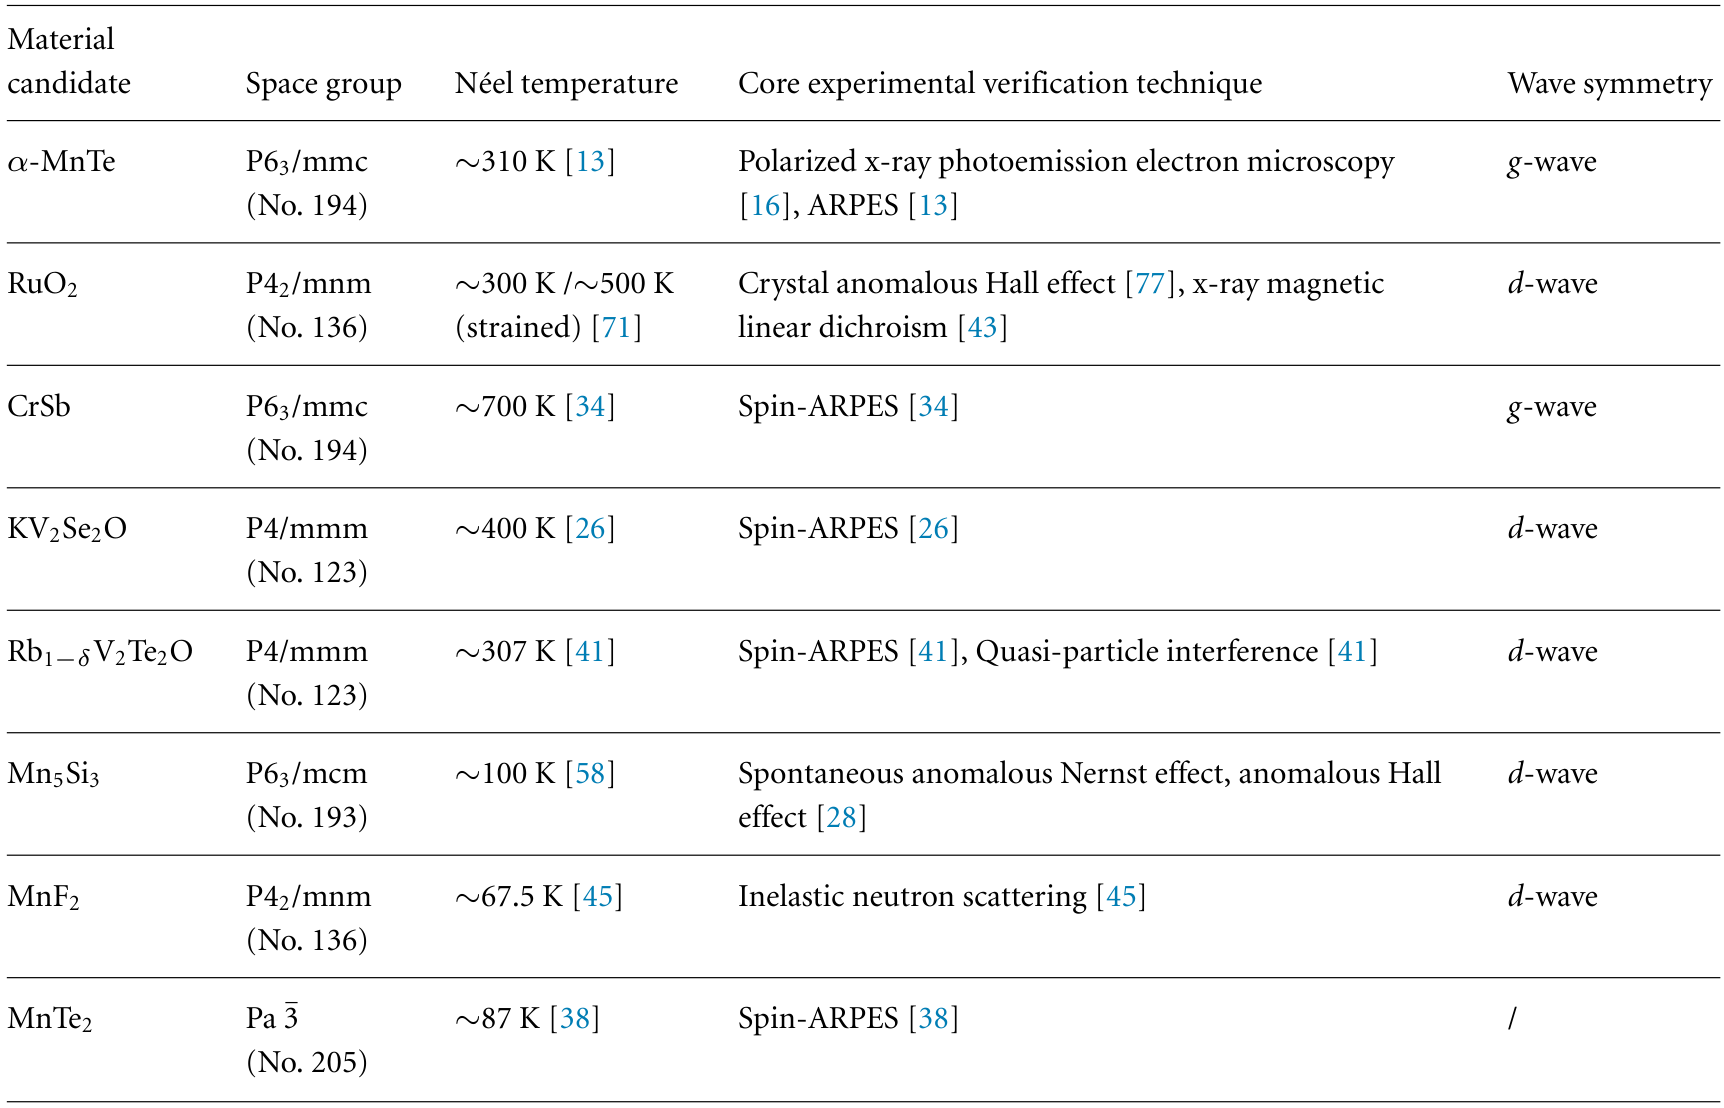 Material
candidate Space group Néel temperature Core experimental verification technique Wave symmetry
α-MnTe P6₃/mmc ∼310 K [13] Polarized x-ray photoemission electron microscopy g-wave
(No. 194) [16], ARPES [13]
RuO₂ P4₂/mnm ∼300 K /∼500 K Crystal anomalous Hall effect [77], x-ray magnetic d-wave
(No. 136) (strained) [71] linear dichroism [43]
CrSb P6₃/mmc ∼700 K [34] Spin-ARPES [34] g-wave
(No. 194)
KV₂Se₂O P4/mmm ∼400 K [26] Spin-ARPES [26] d-wave
(No. 123)
Rb₁₋δV₂Te₂O P4/mmm ∼307 K [41] Spin-ARPES [41], Quasi-particle interference [41] d-wave
(No. 123)
Mn₅Si₃ P6₃/mcm ∼100 K [58] Spontaneous anomalous Nernst effect, anomalous Hall d-wave
(No. 193) effect [28]
MnF₂ P4₂/mnm ∼67.5 K [45] Inelastic neutron scattering [45] d-wave
(No. 136)
MnTe₂ Pa 3̄ ∼87 K [38] Spin-ARPES [38] /
(No. 205)